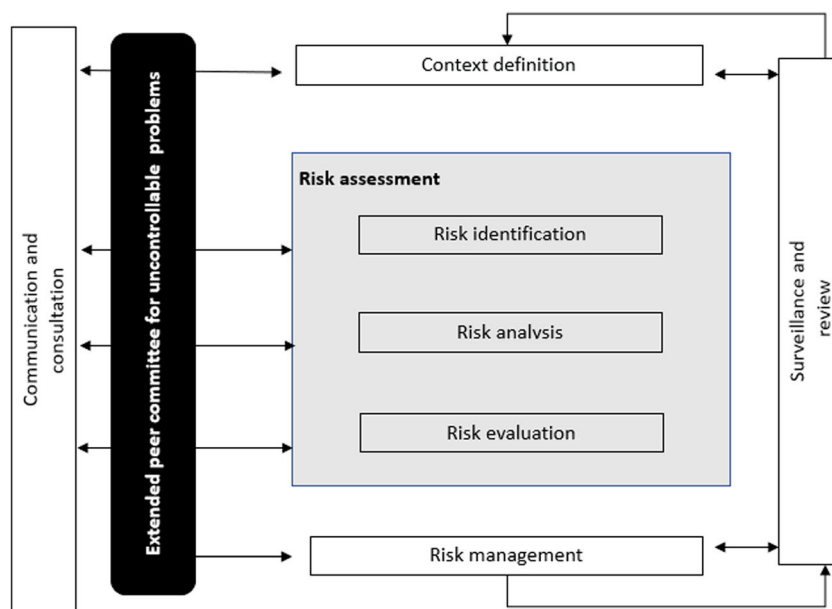 Communication and
consultation
Extended peer committee for uncontrollable  problems
Context definition
Risk assessment
Risk identification
Risk analvsis
Risk evaluation
Risk management
Surveillance and
review